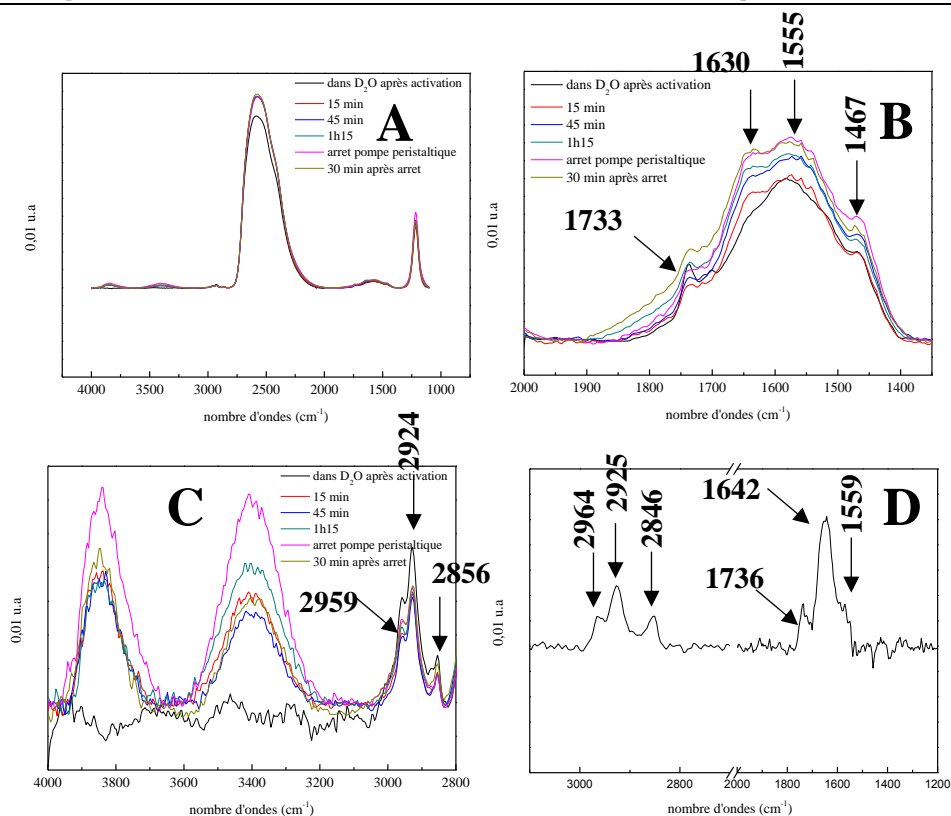 A
dans D2O après activation
15 min
45 min
1h15
arret pompe peristaltique
30 min après arret
0,01 u.a
4000 3500 3000 2500 2000 1500 1000
nombre d'ondes (cm-1)
B
1630
1555
1467
1733
dans D2O après activation
15 min
45 min
1h15
arret pompe peristaltique
30 min après arret
0,01 u.a
2000 1900 1800 1700 1600 1500 1400
nombre d'ondes (cm-1)
C
2924
2959
2856
dans D2O après activation
15 min
45 min
1h15
arret pompe peristaltique
30 min après arret
0,01 u.a
4000 3800 3600 3400 3200 3000 2800
nombre d'ondes (cm-1)
D
2964
2925
2846
1642
1736
1559
0,01 u.a
3000 2800 2000 1800 1600 1400 1200
nombre d'ondes (cm-1)